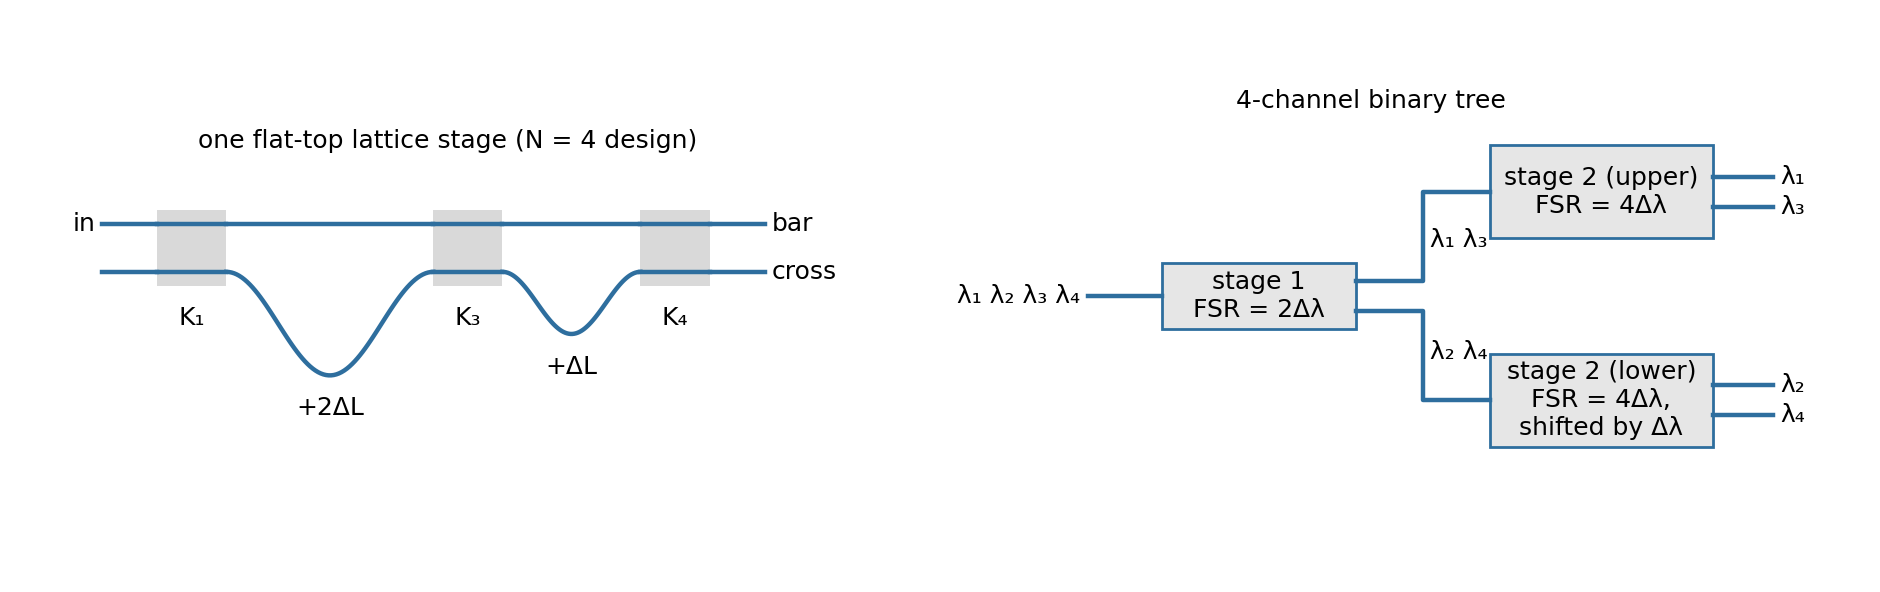 one flat-top lattice stage (N = 4 design)
in
bar
cross
K₁
K₃
K₄
+2ΔL
+ΔL
4-channel binary tree
λ₁ λ₂ λ₃ λ₄
stage 1
FSR = 2Δλ
λ₁ λ₃
λ₂ λ₄
stage 2 (upper)
FSR = 4Δλ
λ₁
λ₃
stage 2 (lower)
FSR = 4Δλ,
shifted by Δλ
λ₂
λ₄